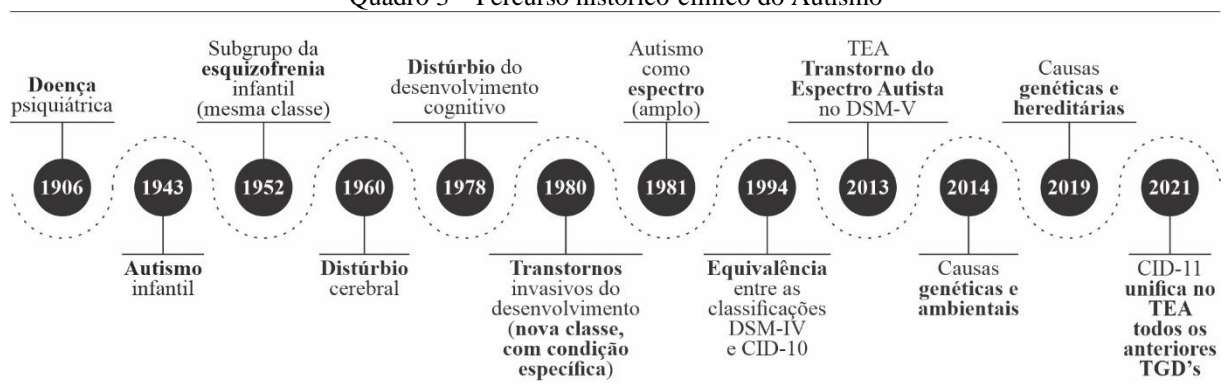 Quadro 3 – Percurso histórico-clínico do Autismo
Doença
psiquiátrica
1906
1943
Autismo
infantil
Subgrupo da
esquizofrenia
infantil
(mesma classe)
1952
1960
Distúrbio
cerebral
Distúrbio do
desenvolvimento
cognitivo
1978
1980
Transtornos
invasivos do
desenvolvimento
(nova classe,
com condição
específica)
Autismo
como
espectro
(amplo)
1981
1994
Equivalência
entre as
classificações
DSM-IV
e CID-10
TEA
Transtorno do
Espectro Autista
no DSM-V
2013
2014
Causas
genéticas e
ambientais
Causas
genéticas e
hereditárias
2019
2021
CID-11
unifica no
TEA
todos os
anteriores
TGD's